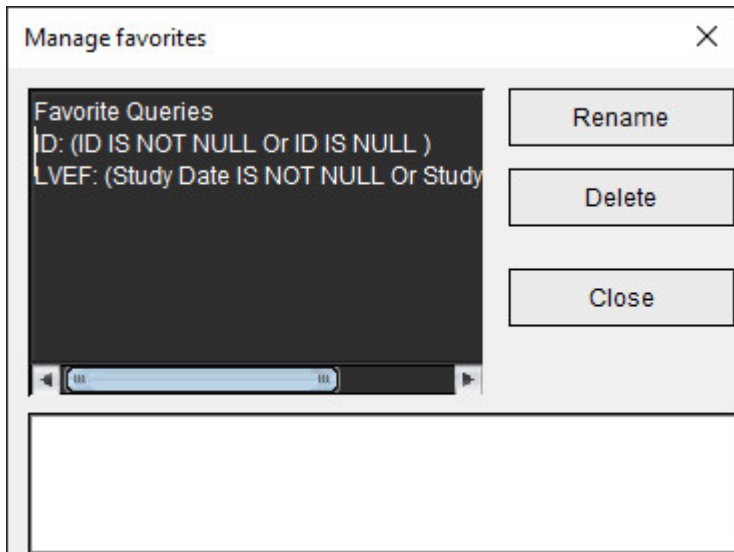 Manage favorites
Favorite Queries
ID: (ID IS NOT NULL Or ID IS NULL )
LVEF: (Study Date IS NOT NULL Or Study
Rename
Delete
Close